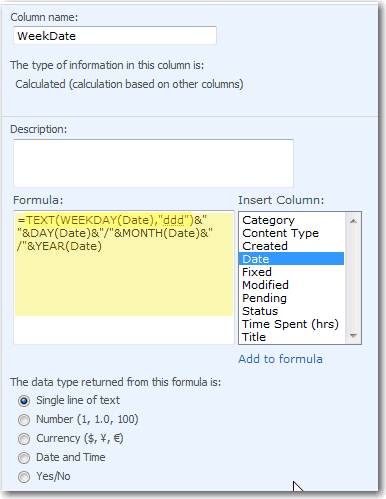 Column name:
WeekDate
The type of information in this column is:
Calculated (calculation based on other columns)
Description:
Formula:
=TEXT(WEEKDAY(Date),"ddd")&"
"&DAY(Date)&"/"&MONTH(Date)&"
/"&YEAR(Date)
Insert Column:
Category
Content Type
Created
Date
Fixed
Modified
Pending
Status
Time Spent (hrs)
Title
Add to formula
The data type returned from this formula is:
Single line of text
Number (1, 1.0, 100)
Currency ($, ¥, €)
Date and Time
Yes/No